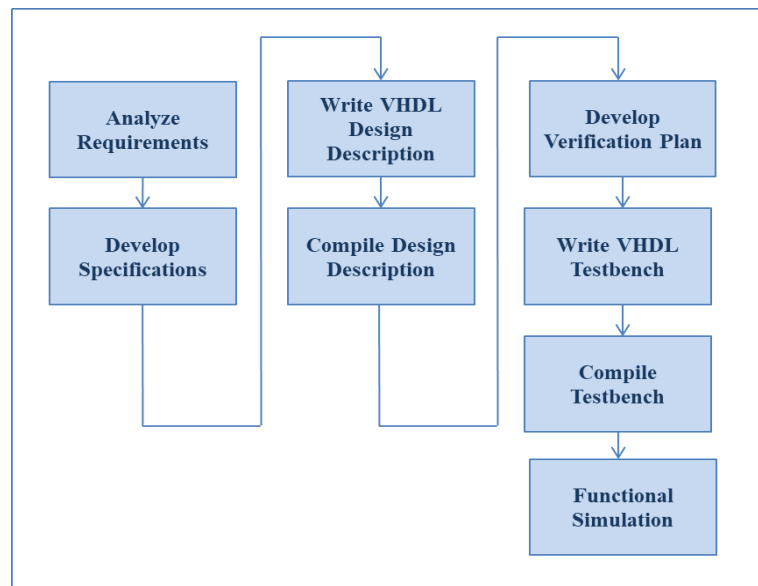 Analyze
Requirements
Develop
Specifications
Write VHDL
Design
Description
Compile Design
Description
Develop
Verification Plan
Write VHDL
Testbench
Compile
Testbench
Functional
Simulation